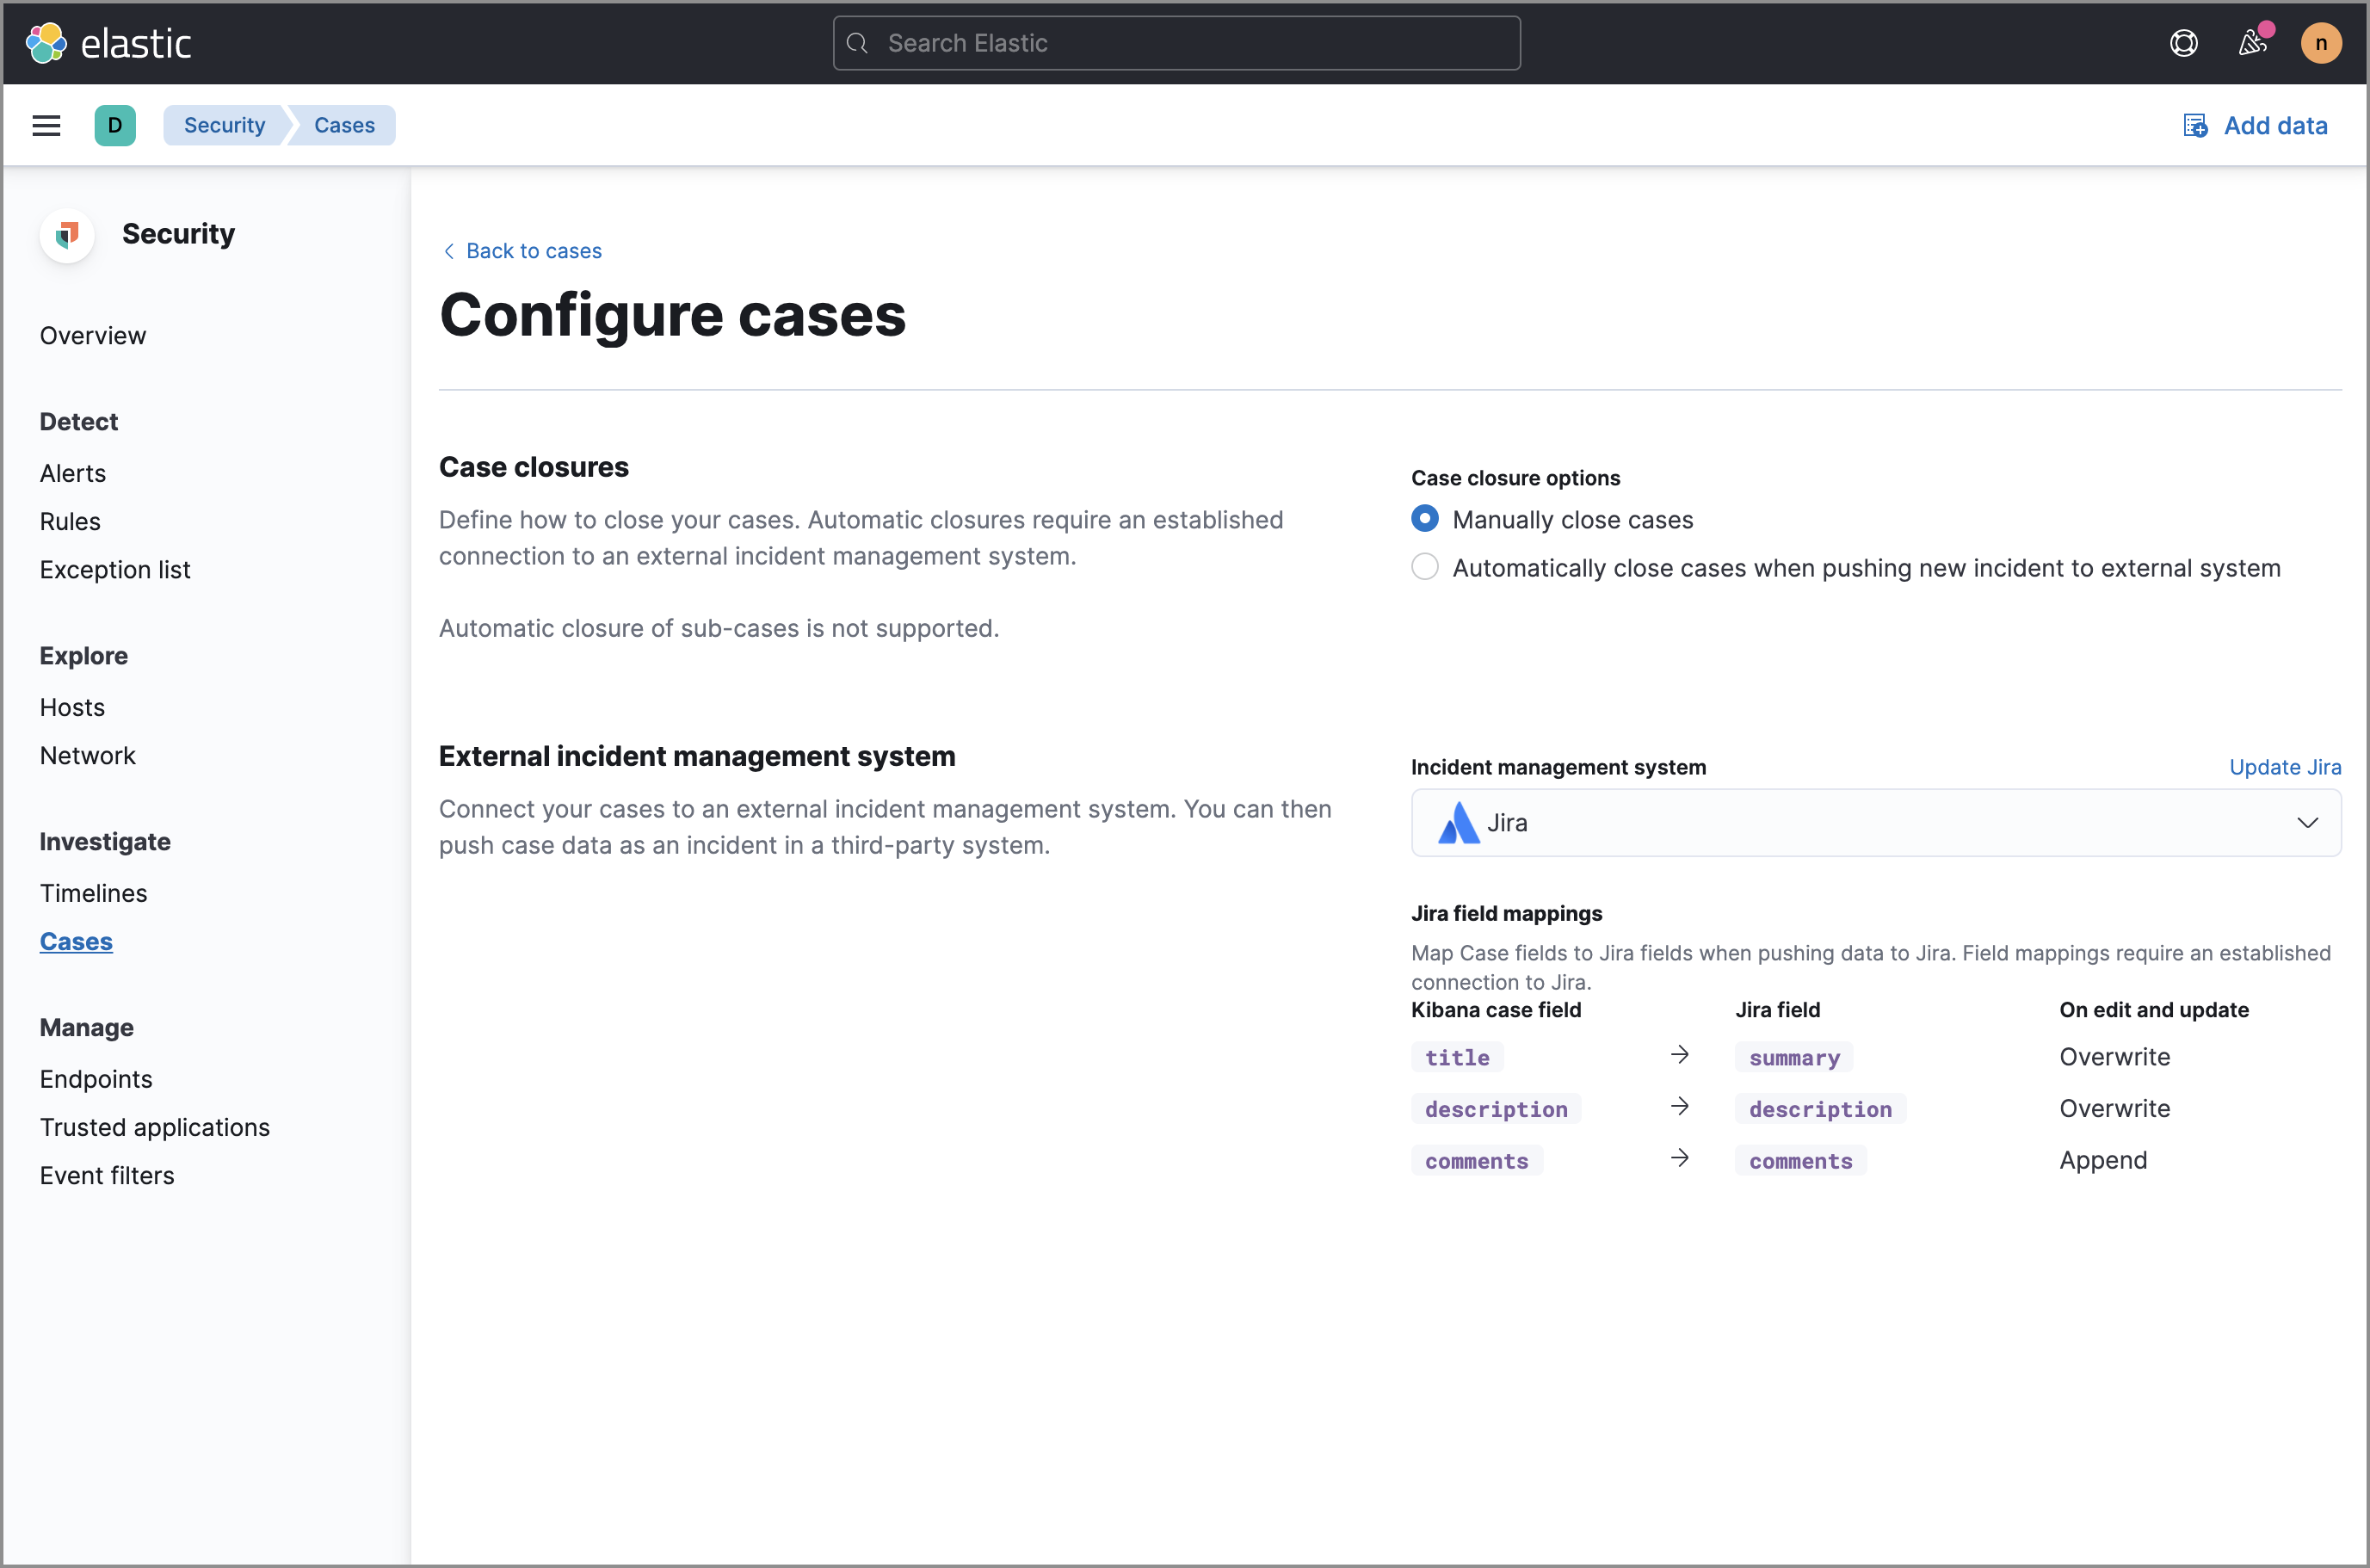 elastic
Search Elastic
n
D
Security
Cases
Add data
Security
Overview
Detect
Alerts
Rules
Exception list
Explore
Hosts
Network
Investigate
Timelines
Cases
Manage
Endpoints
Trusted applications
Event filters
Back to cases
Configure cases
Case closures
Define how to close your cases. Automatic closures require an established
connection to an external incident management system.
Automatic closure of sub-cases is not supported.
Case closure options
Manually close cases
Automatically close cases when pushing new incident to external system
External incident management system
Connect your cases to an external incident management system. You can then
push case data as an incident in a third-party system.
Incident management system
Update Jira
Jira
Jira field mappings
Map Case fields to Jira fields when pushing data to Jira. Field mappings require an established
connection to Jira.
Kibana case field
Jira field
On edit and update
title
summary
Overwrite
description
description
Overwrite
comments
comments
Append